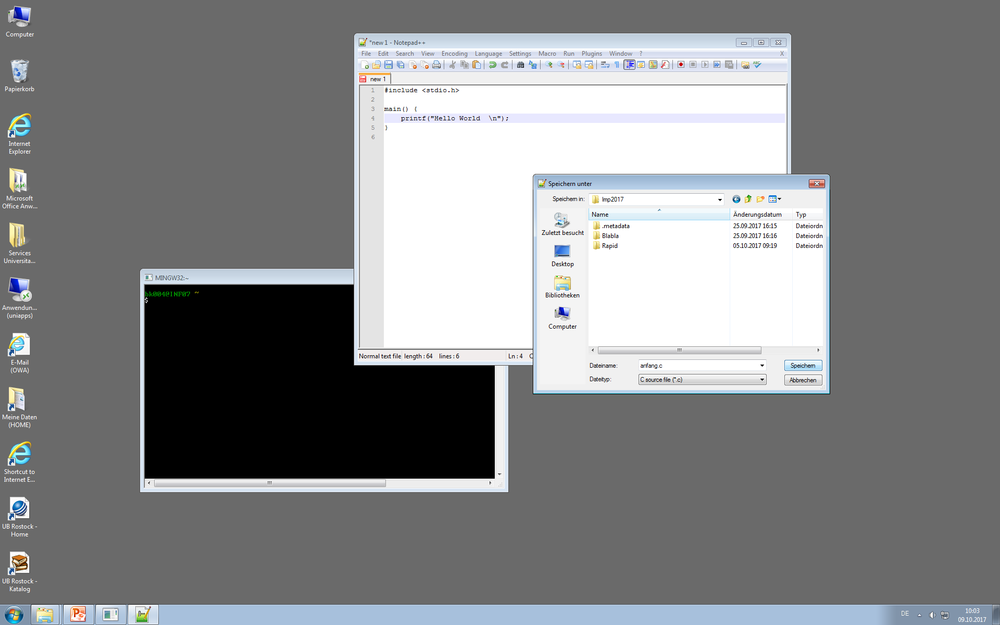 Computer
Papierkorb
Internet
Explorer
Microsoft
Office Anw...
Services
Universita...
Anwendun...
(uniapps)
E-Mail
(OWA)
Meine Daten
(HOME)
Shortcut to
Internet E...
UB Rostock -
Home
UB Rostock -
Katalog
*new 1 - Notepad++
File Edit Search View Encoding Language Settings Macro Run Plugins Window ? X
new 1
1 #include <stdio.h>
2
3 main() {
4     printf("Hello World  \n");
5 }
6
Normal text file length : 64 lines : 6 Ln : 4 C
MINGW32:~
bk004@INF07 ~
$
Speichern unter
Speichern in: Imp2017
Name Änderungsdatum Typ
.metadata 25.09.2017 16:15 Dateiordn
Blabla 25.09.2017 16:16 Dateiordn
Rapid 05.10.2017 09:19 Dateiordn
Zuletzt besucht
Desktop
Bibliotheken
Computer
Dateiname: anfang.c Speichern
Dateityp: C source file (*.c) Abbrechen
DE
10:03
09.10.2017